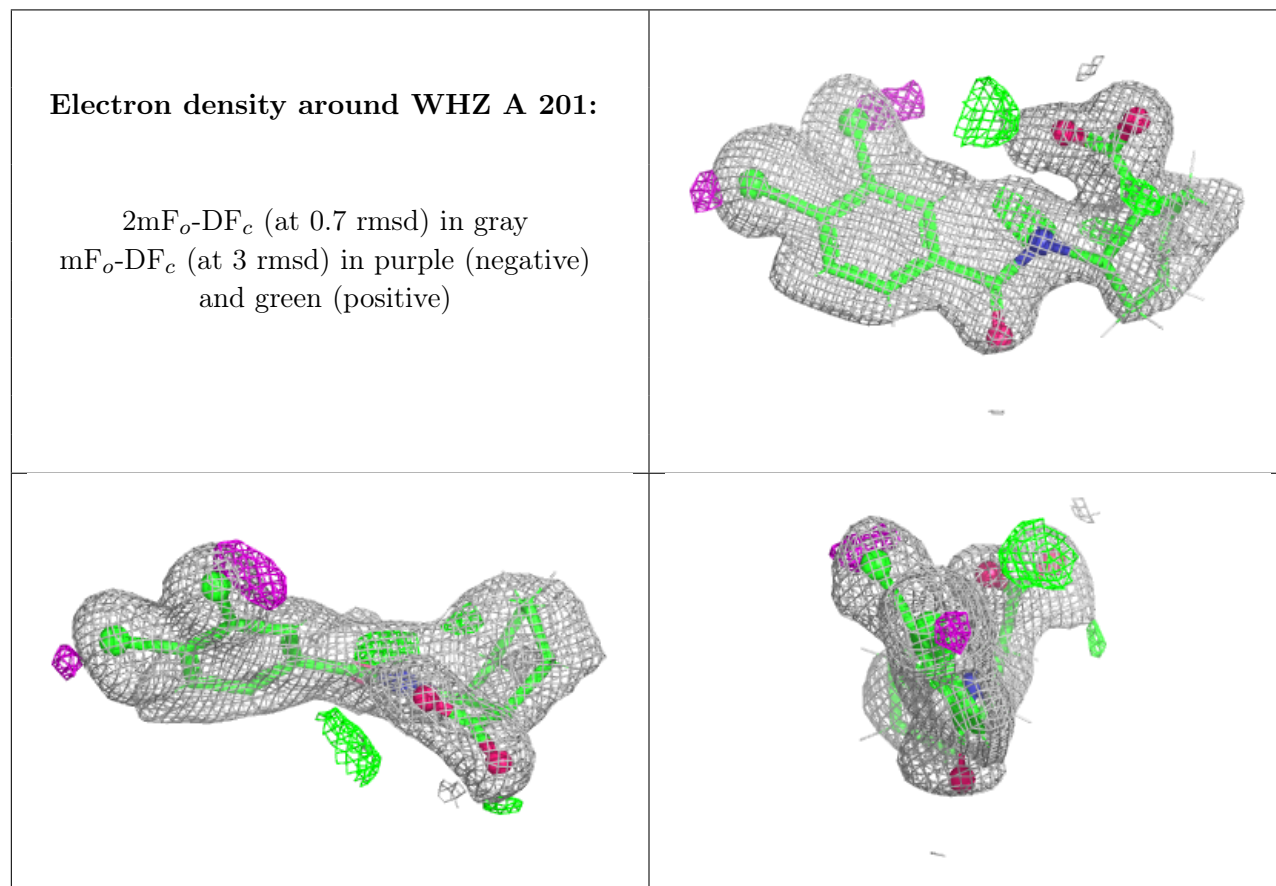 Electron density around WHZ A 201:
2mFo-DFc (at 0.7 rmsd) in gray
mFo-DFc (at 3 rmsd) in purple (negative)
and green (positive)